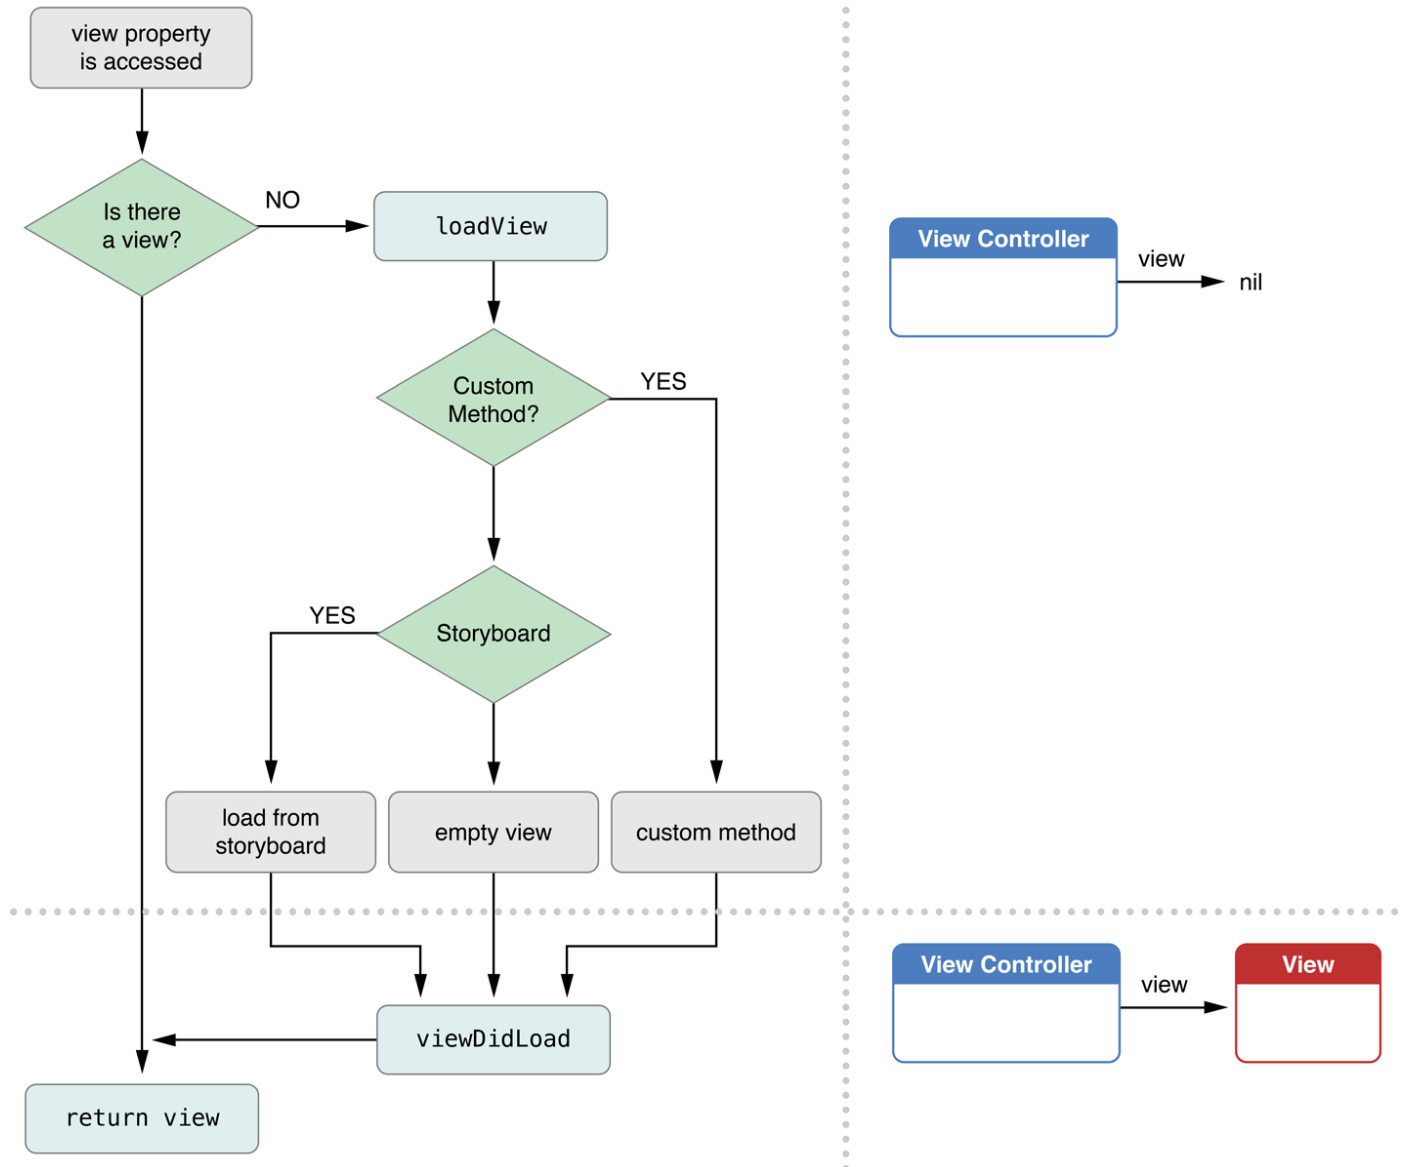 view property
is accessed
Is there
a view?
NO
loadView
Custom
Method?
YES
Storyboard
YES
load from
storyboard
empty view
custom method
viewDidLoad
return view
View Controller
view
nil
View Controller
view
View